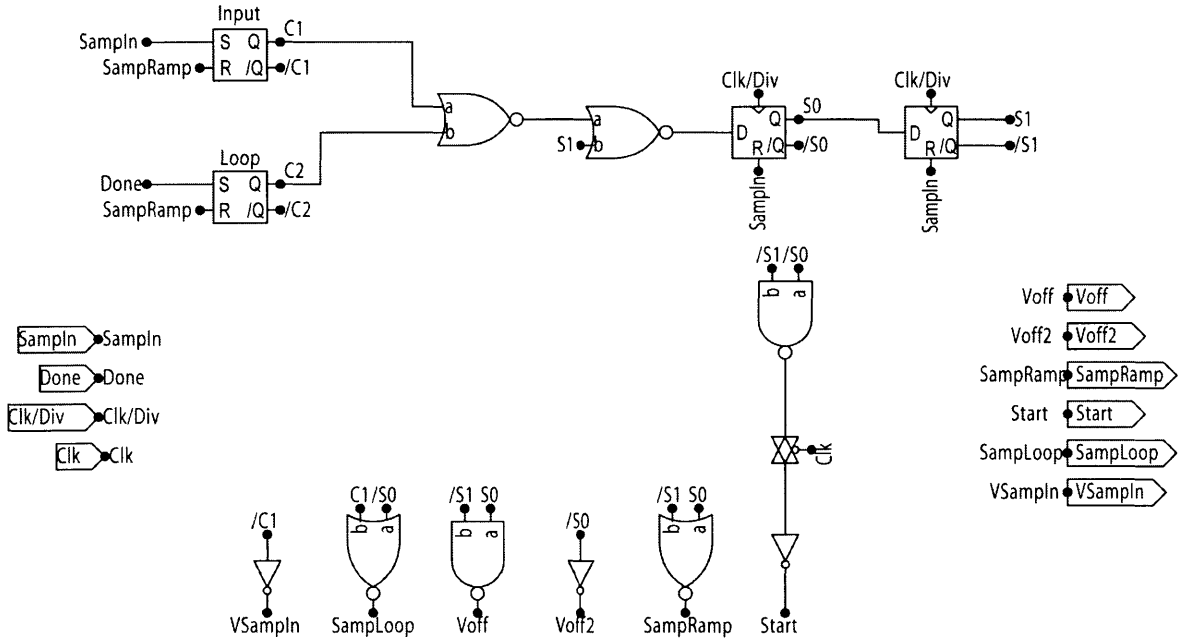 Input
SampIn S Q C1
SampRamp R /Q /C1
a
b
Loop
Done S Q C2
SampRamp R /Q /C2
a
S1 b
Clk/Div
D Q S0
R /Q /S0
SampIn
Clk/Div
D Q S1
R /Q /S1
SampIn
/S1 /S0
b a
Clk
SampIn SampIn
Done Done
Clk/Div Clk/Div
Clk Clk
Voff Voff
Voff2 Voff2
SampRamp SampRamp
Start Start
SampLoop SampLoop
VSampIn VSampIn
/C1
VSampIn
C1 /S0
b a
SampLoop
/S1 S0
b a
Voff
/S0
Voff2
/S1 S0
b a
SampRamp
Start